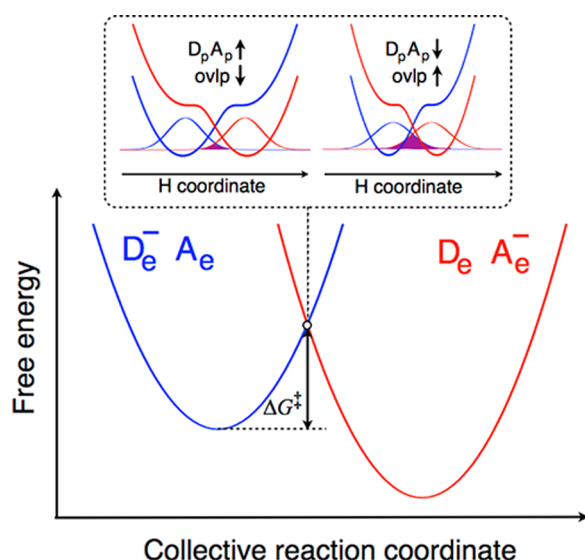 DpAp↑
ovlp↓
DpAp↓
ovlp↑
H coordinate
H coordinate
De− Ae
De Ae−
Free energy
ΔG‡
Collective reaction coordinate